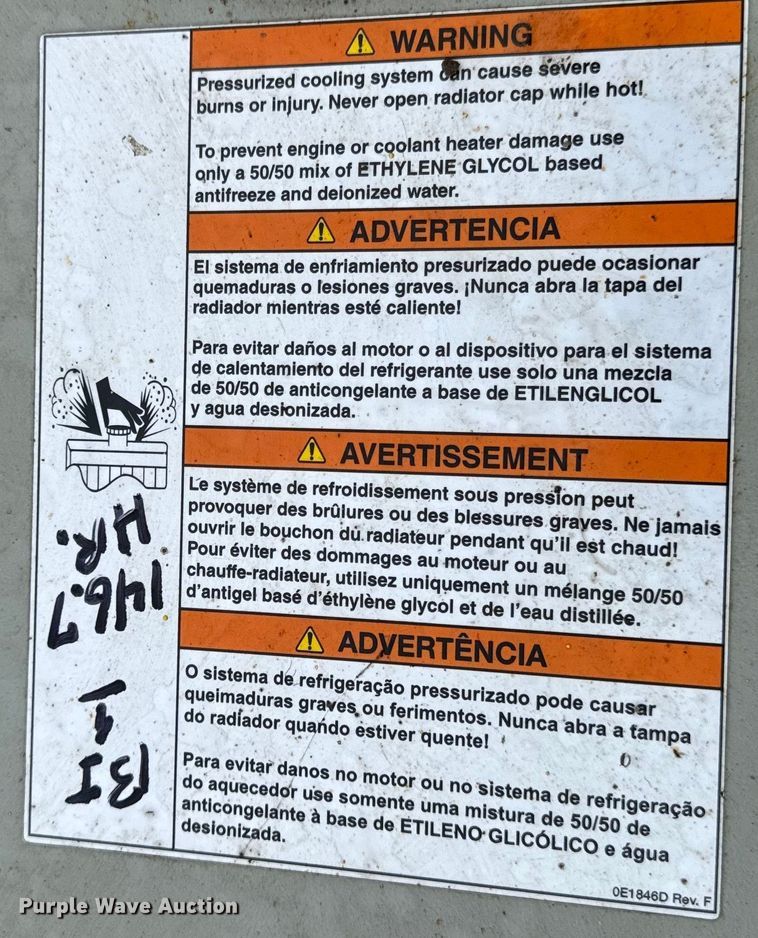 WARNING
Pressurized cooling system can cause severe
burns or injury. Never open radiator cap while hot!
To prevent engine or coolant heater damage use
only a 50/50 mix of ETHYLENE GLYCOL based
antifreeze and deionized water.
ADVERTENCIA
El sistema de enfriamiento presurizado puede ocasionar
quemaduras o lesiones graves. ¡Nunca abra la tapa del
radiador mientras esté caliente!
Para evitar daños al motor o al dispositivo para el sistema
de calentamiento del refrigerante use solo una mezcla
de 50/50 de anticongelante a base de ETILENGLICOL
y agua desionizada.
AVERTISSEMENT
Le système de refroidissement sous pression peut
provoquer des brûlures ou des blessures graves. Ne jamais
ouvrir le bouchon du radiateur pendant qu'il est chaud!
Pour éviter des dommages au moteur ou au
chauffe-radiateur, utilisez uniquement un mélange 50/50
d'antigel basé d'éthylène glycol et de l'eau distillée.
ADVERTÊNCIA
O sistema de refrigeração pressurizado pode causar
queimaduras graves ou ferimentos. Nunca abra a tampa
do radiador quando estiver quente!
Para evitar danos no motor ou no sistema de refrigeração
do aquecedor use somente uma mistura de 50/50 de
anticongelante à base de ETILENO GLICÓLICO e água
desionizada.
0E1846D Rev. F
146.7
HR.
Purple Wave Auction